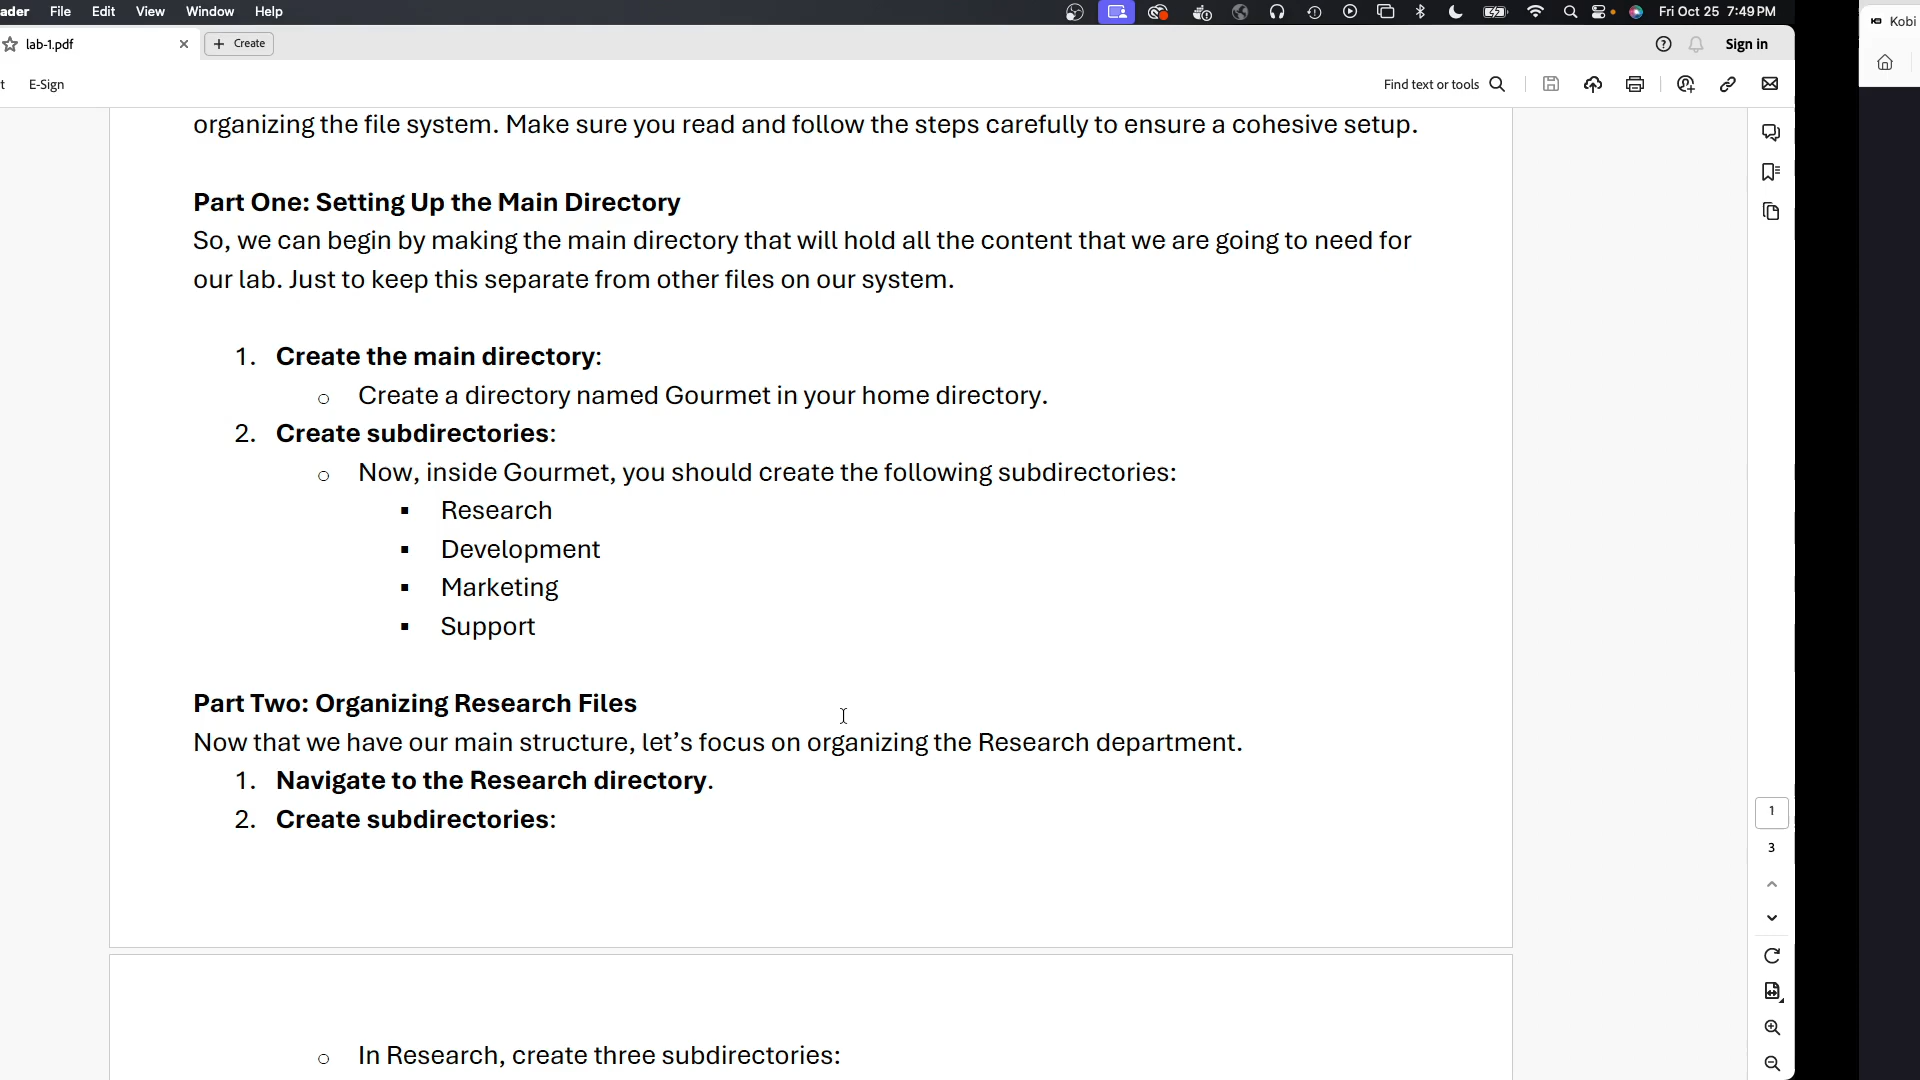 ader File Edit View Window Help Fri Oct 25 7:49 PM
lab-1.pdf Create Sign in Kobi
t E-Sign Find text or tools
organizing the file system. Make sure you read and follow the steps carefully to ensure a cohesive setup.
Part One: Setting Up the Main Directory
So, we can begin by making the main directory that will hold all the content that we are going to need for
our lab. Just to keep this separate from other files on our system.
1. Create the main directory:
o Create a directory named Gourmet in your home directory.
2. Create subdirectories:
o Now, inside Gourmet, you should create the following subdirectories:
▪ Research
▪ Development
▪ Marketing
▪ Support
Part Two: Organizing Research Files
Now that we have our main structure, let’s focus on organizing the Research department.
1. Navigate to the Research directory.
2. Create subdirectories:
1
3
o In Research, create three subdirectories: